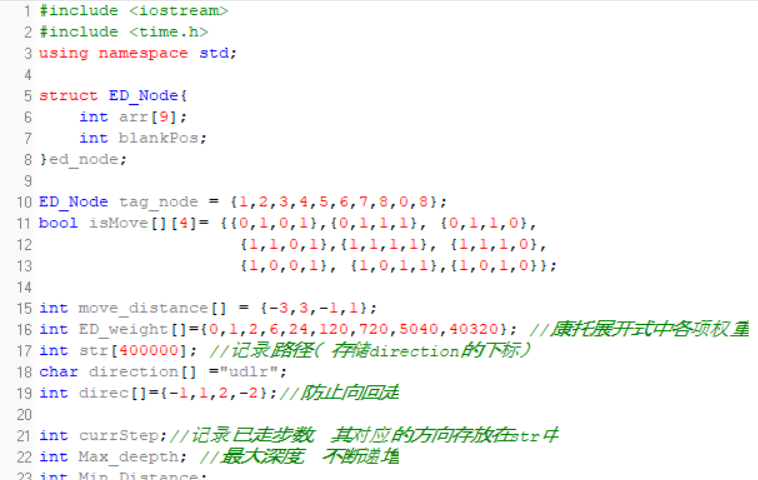 1 #include <iostream>
2 #include <time.h>
3 using namespace std;
4
5 struct ED_Node{
6 int arr[9];
7 int blankPos;
8 }ed_node;
9
10 ED_Node tag_node = {1,2,3,4,5,6,7,8,0,8};
11 bool isMove[][4]= {{0,1,0,1},{0,1,1,1}, {0,1,1,0},
12 {1,1,0,1},{1,1,1,1}, {1,1,1,0},
13 {1,0,0,1}, {1,0,1,1},{1,0,1,0}};
14
15 int move_distance[] = {-3,3,-1,1};
16 int ED_weight[]={0,1,2,6,24,120,720,5040,40320}; //康托展开式中各项权重
17 int str[400000]; //记录路径( 存储direction的下标)
18 char direction[] ="udlr";
19 int direc[]={-1,1,2,-2};//防止向回走
20
21 int currStep;//记录已走步数 其对应的方向存放在str中
22 int Max_deepth; //最大深度 不断递增
23 int Min_Distance;